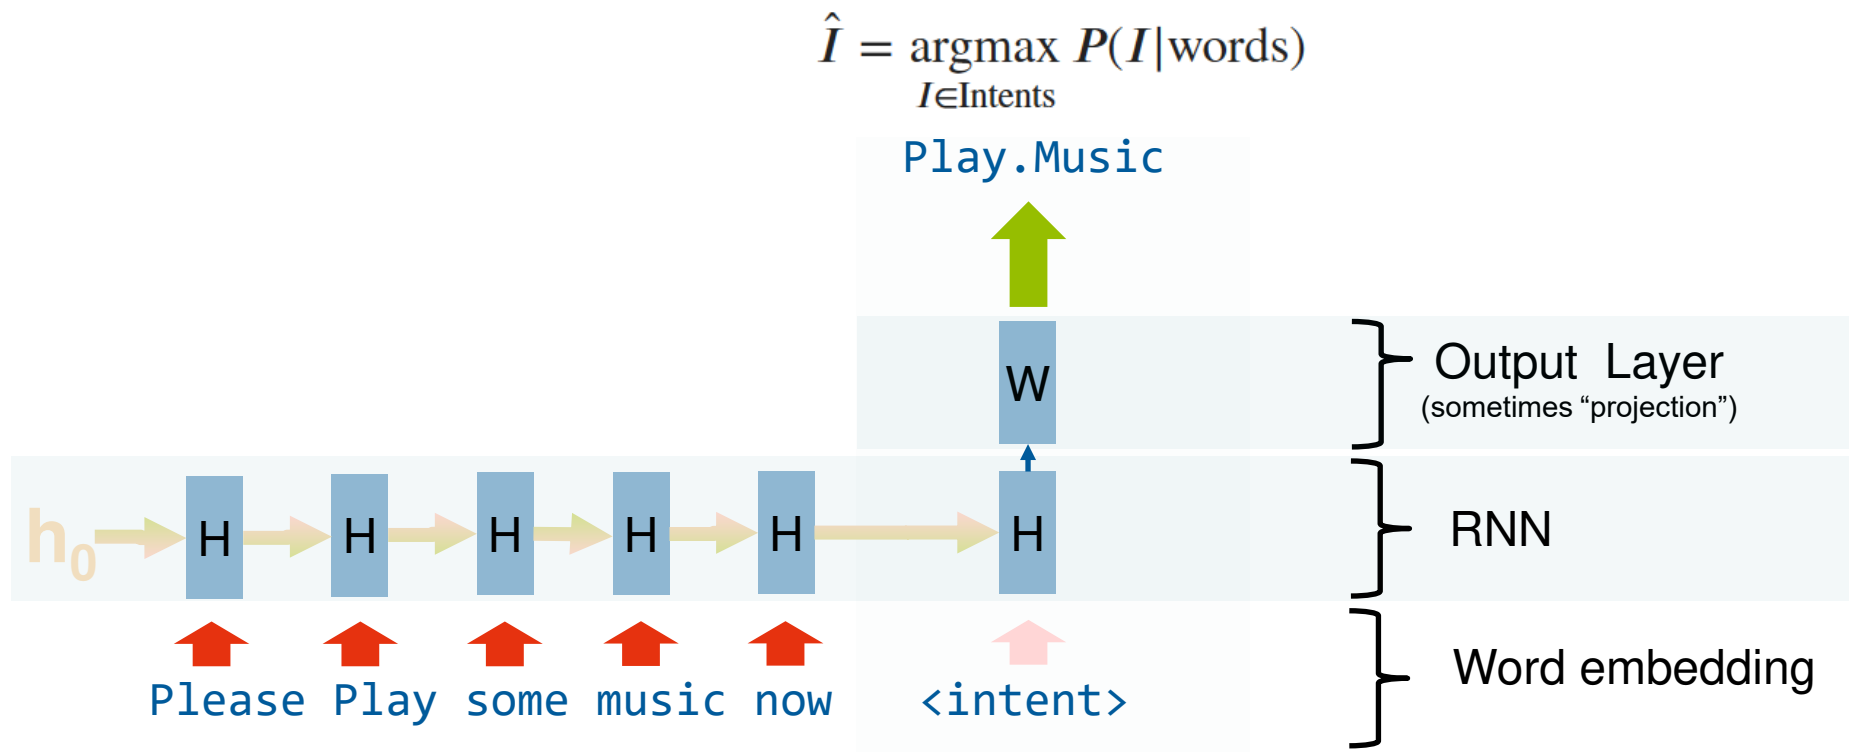 Î = argmax P(I|words)
I∈Intents
Play.Music
W
Output Layer
(sometimes “projection”)
h₀ H H H H H H
RNN
Please Play some music now <intent>
Word embedding